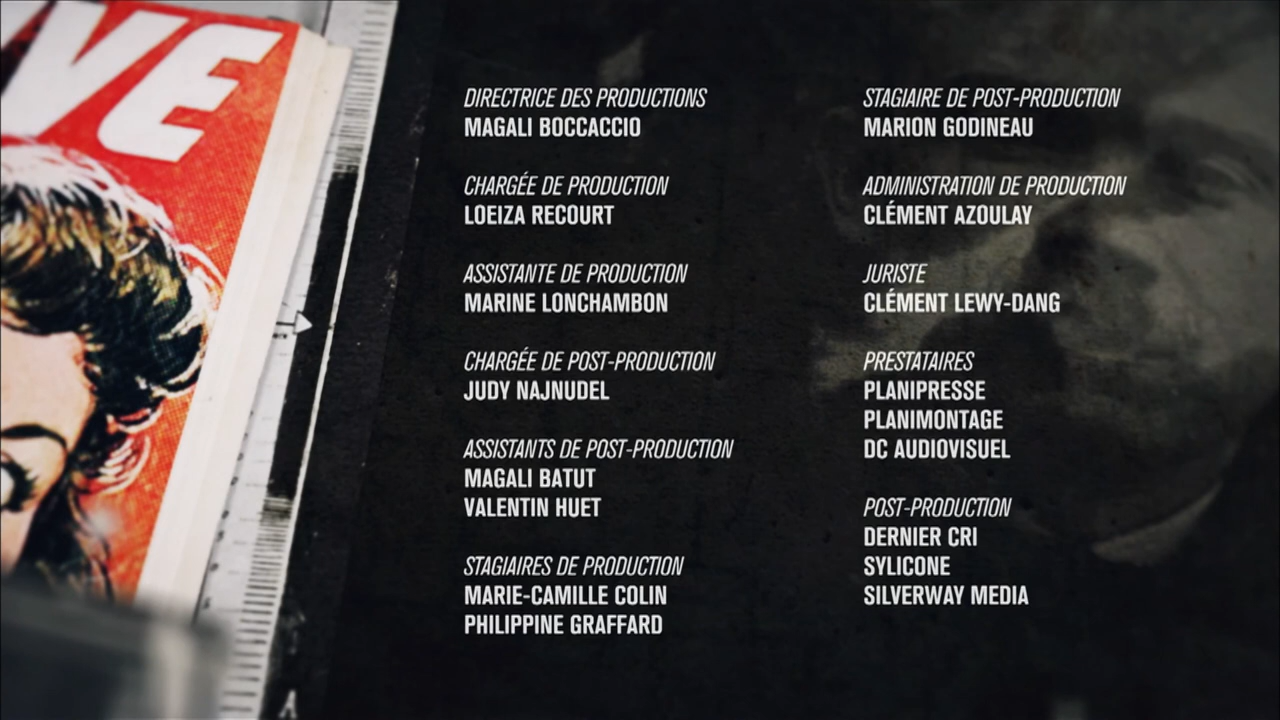 VE
DIRECTRICE DES PRODUCTIONS
MAGALI BOCCACCIO
CHARGÉE DE PRODUCTION
LOEIZA RECOURT
ASSISTANTE DE PRODUCTION
MARINE LONCHAMBON
CHARGÉE DE POST-PRODUCTION
JUDY NAJNUDEL
ASSISTANTS DE POST-PRODUCTION
MAGALI BATUT
VALENTIN HUET
STAGIAIRES DE PRODUCTION
MARIE-CAMILLE COLIN
PHILIPPINE GRAFFARD
STAGIAIRE DE POST-PRODUCTION
MARION GODINEAU
ADMINISTRATION DE PRODUCTION
CLÉMENT AZOULAY
JURISTE
CLÉMENT LEWY-DANG
PRESTATAIRES
PLANIPRESSE
PLANIMONTAGE
DC AUDIOVISUEL
POST-PRODUCTION
DERNIER CRI
SYLICONE
SILVERWAY MEDIA